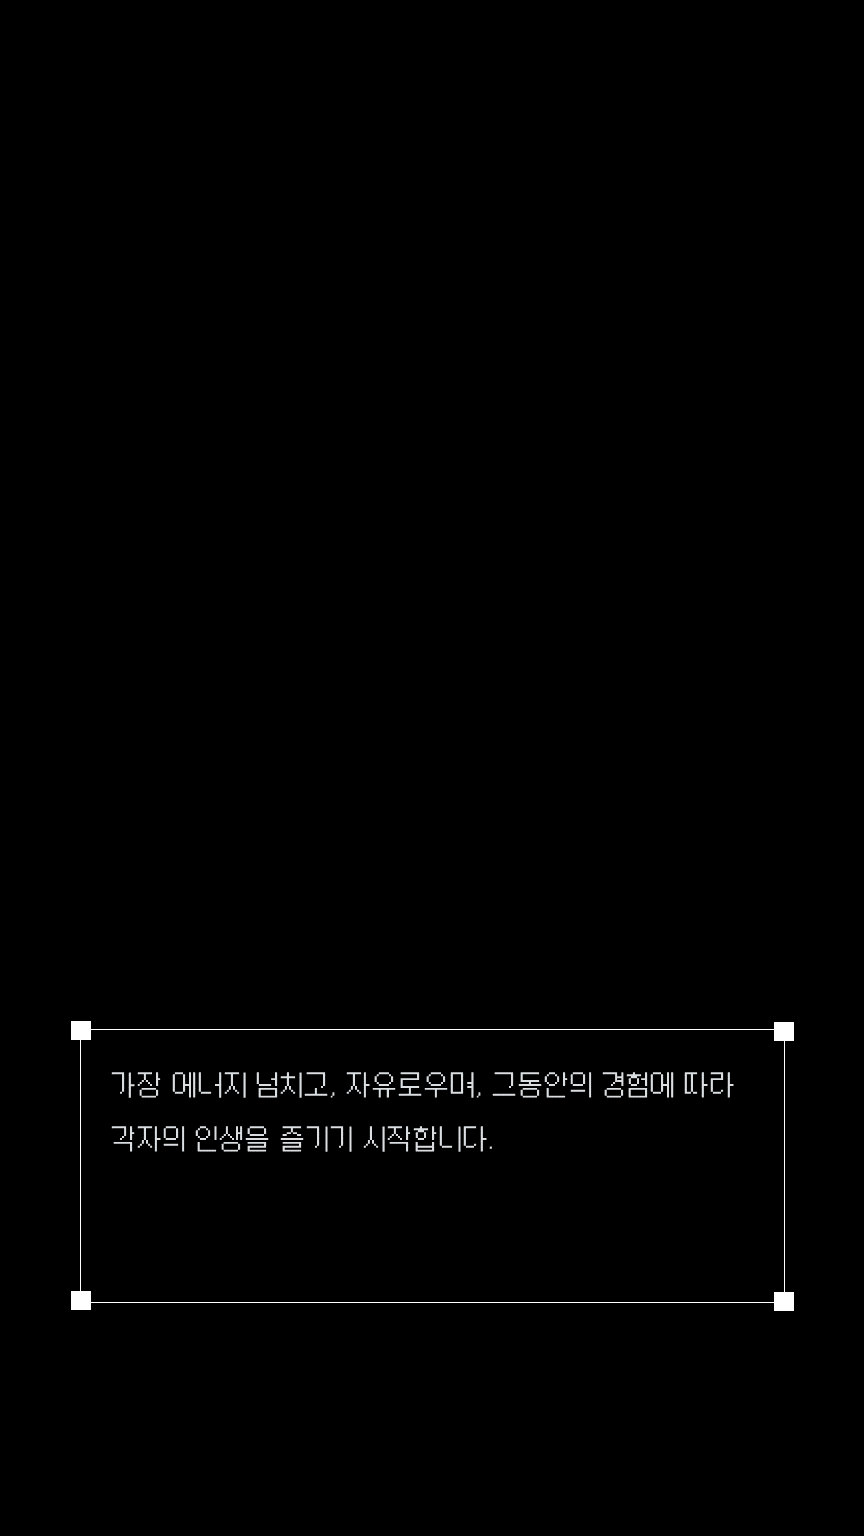 가장 에너지 넘치고, 자유로우며, 그동안의 경험에 따라
각자의 인생을 즐기기 시작합니다.